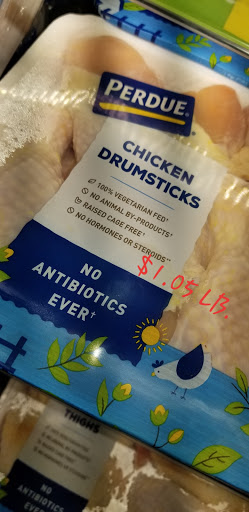 PERDUE
CHICKEN
DRUMSTICKS
100% VEGETARIAN FED†
NO ANIMAL BY-PRODUCTS†
RAISED CAGE FREE†
NO HORMONES OR STEROIDS**
$1.05 LB.
NO
ANTIBIOTICS
EVER†
THIGHS
NO
ANTIBIOTICS
EVER†